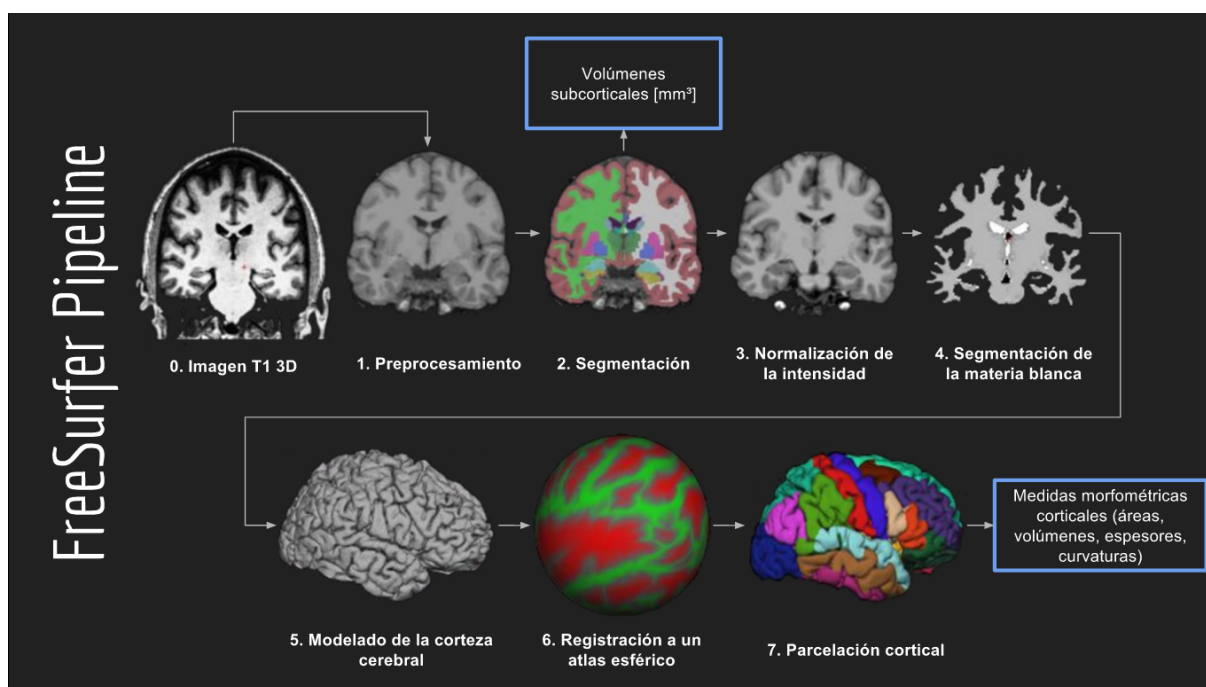 FreeSurfer Pipeline
Volúmenes
subcorticales [mm³]
0. Imagen T1 3D
1. Preprocesamiento
2. Segmentación
3. Normalización de
la intensidad
4. Segmentación de
la materia blanca
5. Modelado de la corteza
cerebral
6. Registración a un
atlas esférico
7. Parcelación cortical
Medidas morfométricas
corticales (áreas,
volúmenes, espesores,
curvaturas)